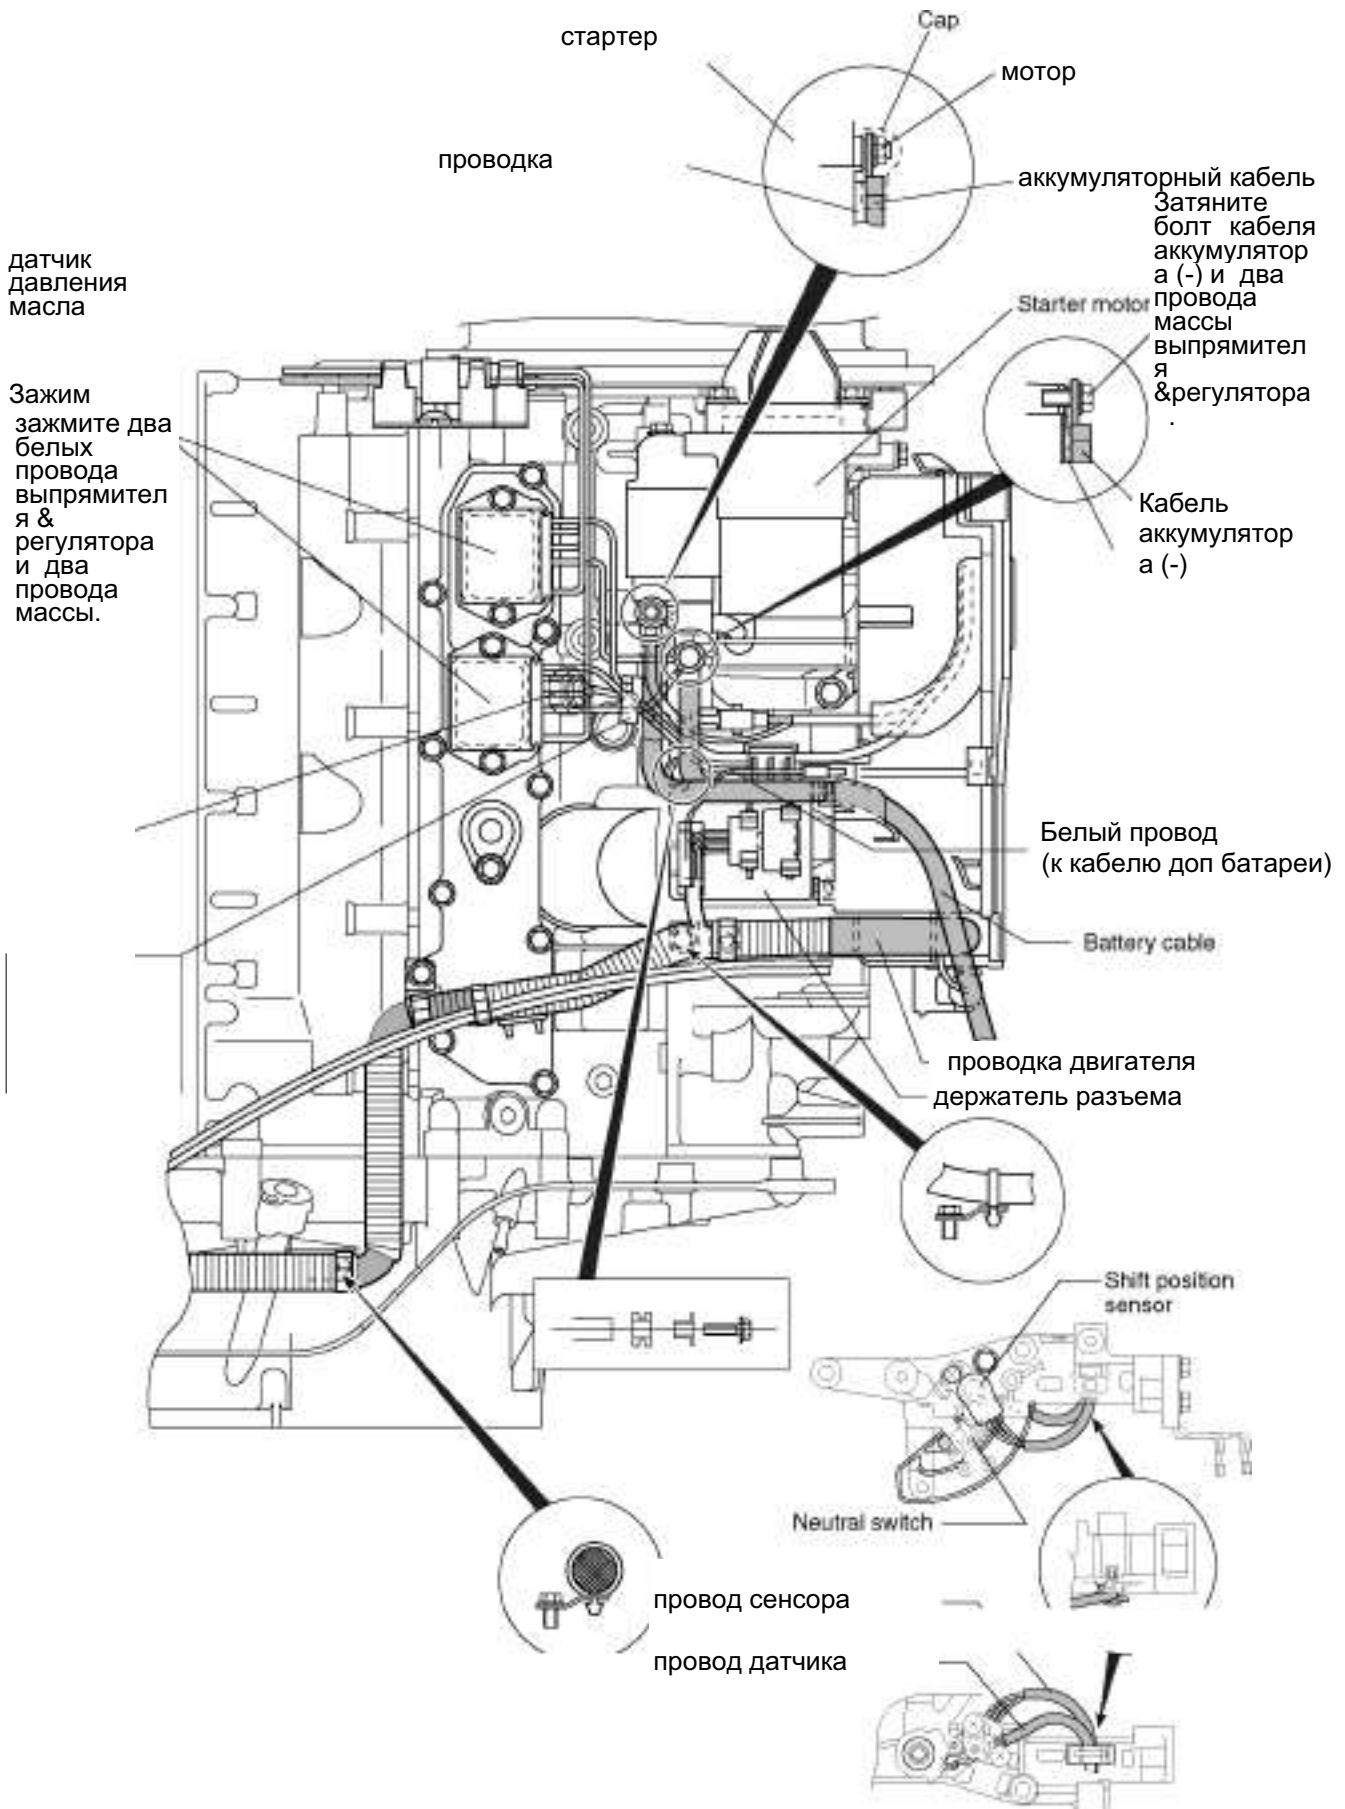 стартер
Cap
мотор
проводка
аккумуляторный кабель
Затяните
болт кабеля
аккумулятор
а (-) и два
провода
массы
выпрямител
я
&регулятора
.
датчик
давления
масла
Starter motor
Зажим
зажмите два
белых
провода
выпрямител
я &
регулятора
и два
провода
массы.
Кабель
аккумулятор
а (-)
Белый провод
(к кабелю доп батареи)
Battery cable
проводка двигателя
держатель разъема
Shift position
sensor
Neutral switch
провод сенсора
провод датчика